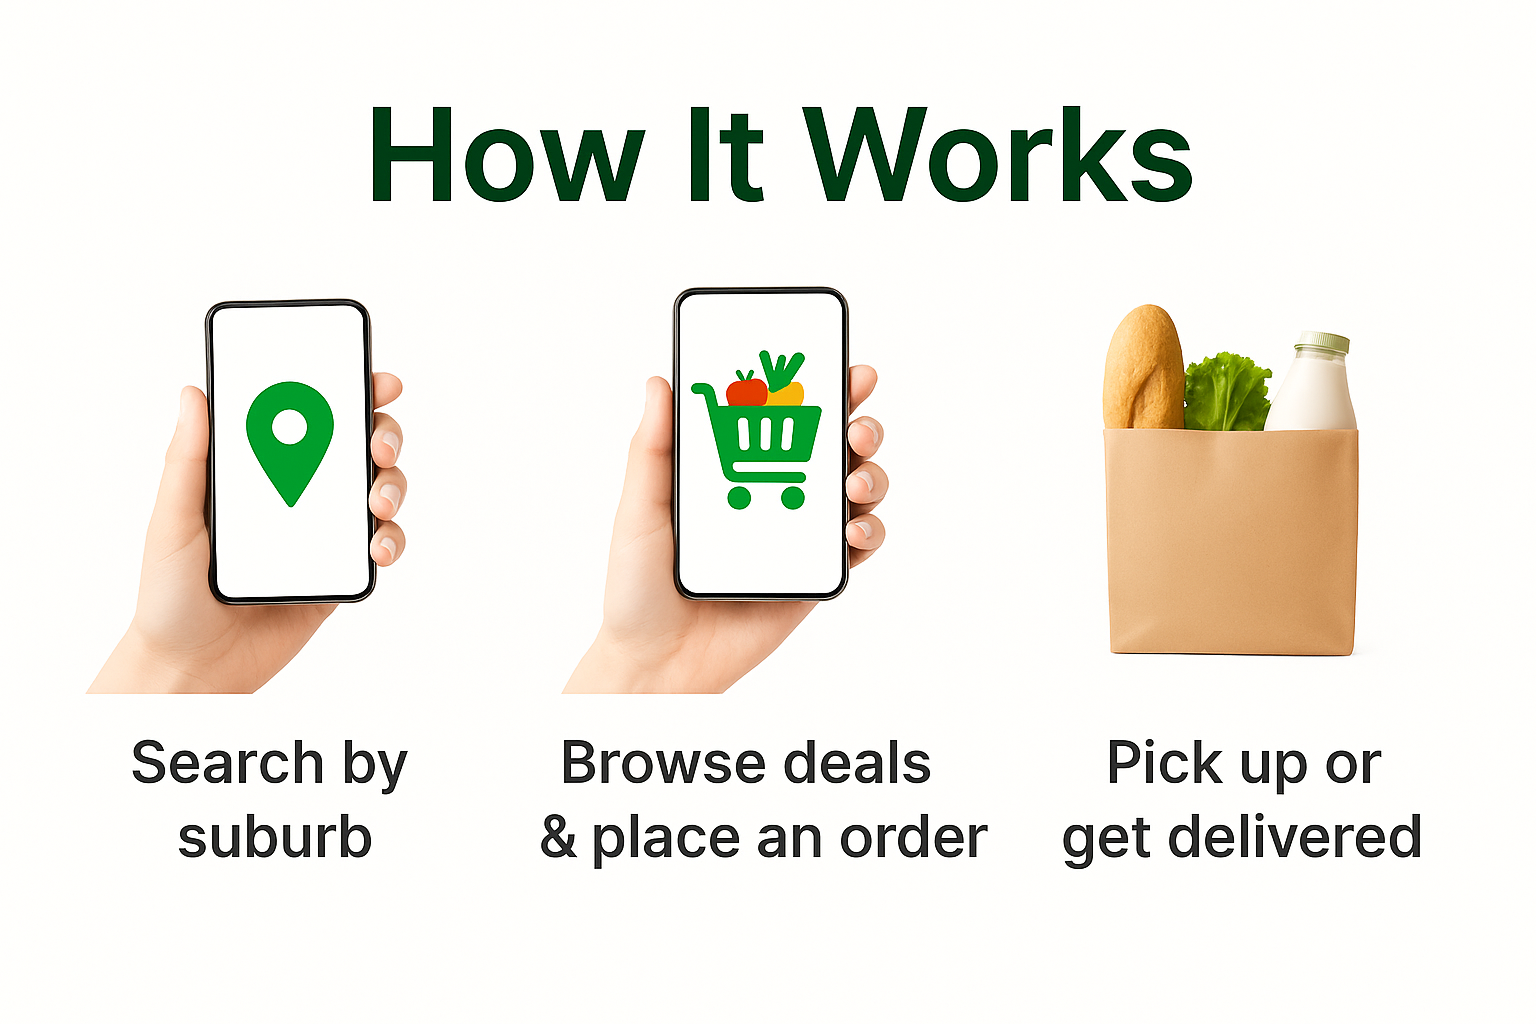 How It Works
Search by
suburb
Browse deals
& place an order
Pick up or
get delivered